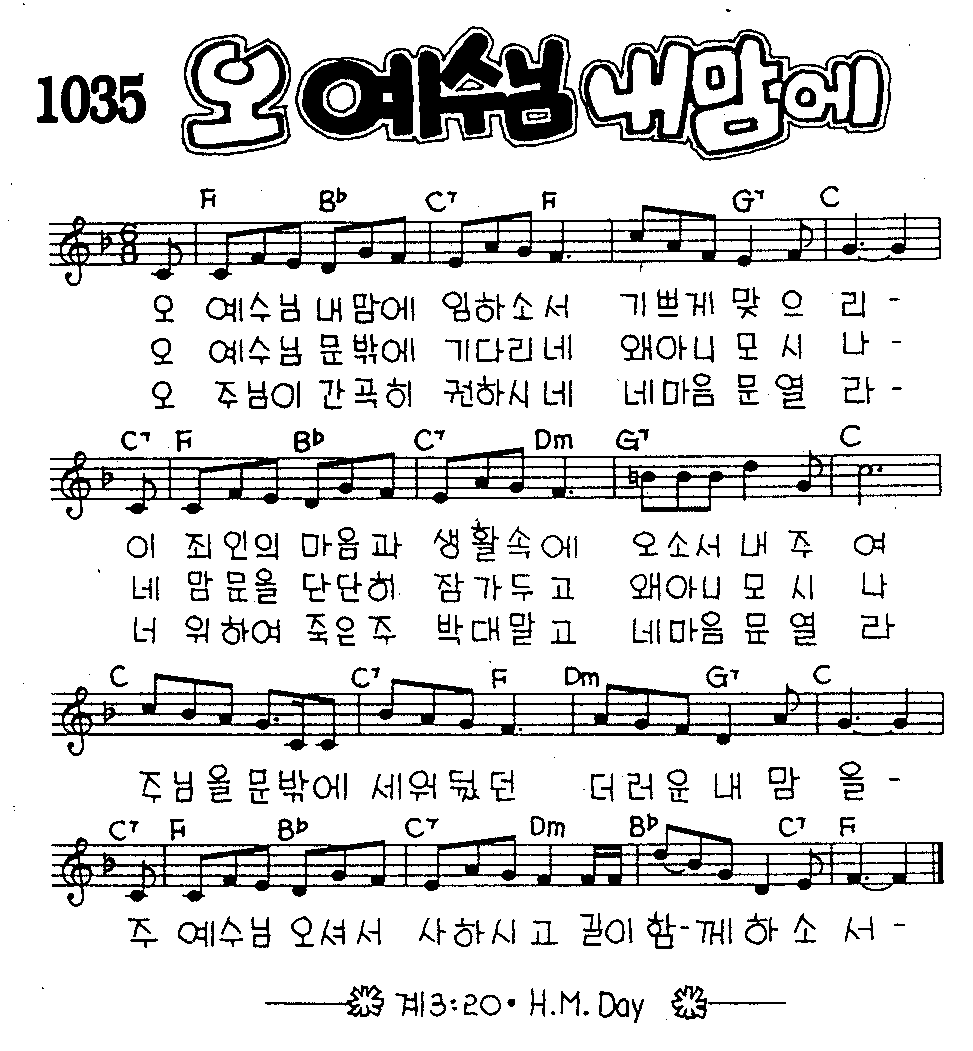 1035 오 예수님 내맘에
F Bb C7 F G7 C
오 예수님 내맘에 임하소서 기쁘게 맞으리-
오 예수님 문밖에 기다리네 왜아니 모시나-
오 주님이 간곡히 권하시네 네마음 문열라-
C7 F Bb C7 Dm G7 C
이 죄인의 마음과 생활속에 오소서 내주여
네 맘문을 단단히 잠가두고 왜아니 모시나
너 위하여 죽은주 박대말고 네마음 문열라
C C7 F Dm G7 C
주님을 문밖에 세워뒀던 더러운 내맘을-
C7 F Bb C7 Dm Bb C7 F
주 예수님 오셔서 사하시고 길이함-께하소서-
계3:20· H.M. Day